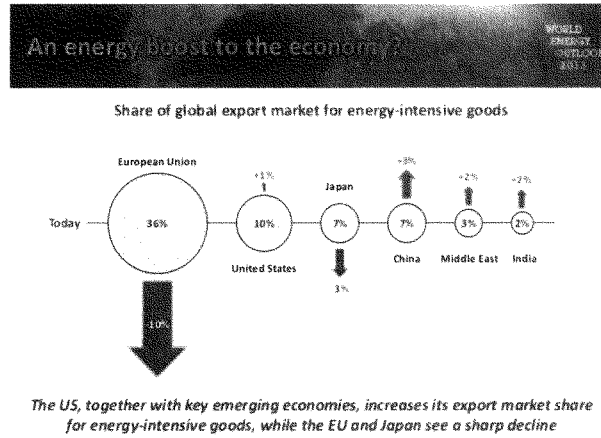 An energy boost to the economy?
WORLD
ENERGY
OUTLOOK
Share of global export market for energy-intensive goods
European Union
+1%
Japan
+3%
+2%
+2%
Today
36%
10%
7%
7%
3%
2%
United States
China
Middle East
India
3%
-10%
The US, together with key emerging economies, increases its export market share
for energy-intensive goods, while the EU and Japan see a sharp decline